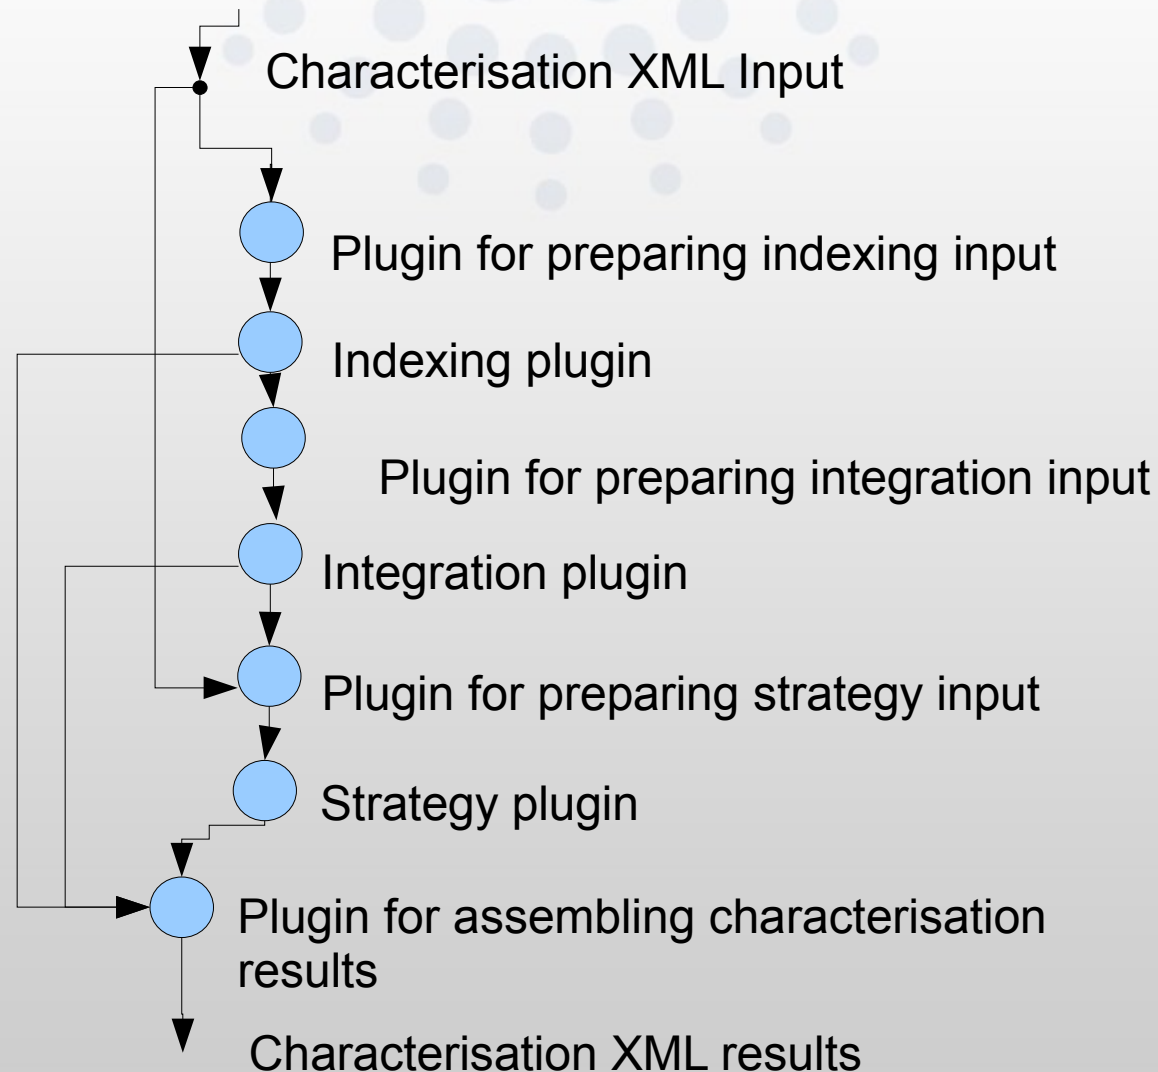 Characterisation XML Input
Plugin for preparing indexing input
Indexing plugin
Plugin for preparing integration input
Integration plugin
Plugin for preparing strategy input
Strategy plugin
Plugin for assembling characterisation
results
Characterisation XML results